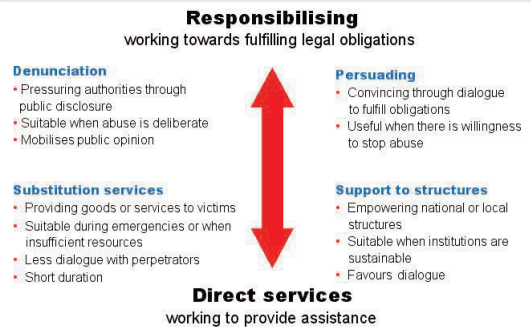 Responsibilising
working towards fulfilling legal obligations
Denunciation
• Pressuring authorities through
public disclosure
• Suitable when abuse is deliberate
• Mobilises public opinion
Persuading
• Convincing through dialogue
to fulfill obligations
• Useful when there is willingness
to stop abuse
Substitution services
• Providing goods or services to victims
• Suitable during emergencies or when
insufficient resources
• Less dialogue with perpetrators
• Short duration
Support to structures
• Empowering national or local
structures
• Suitable when institutions are
sustainable
• Favours dialogue
Direct services
working to provide assistance